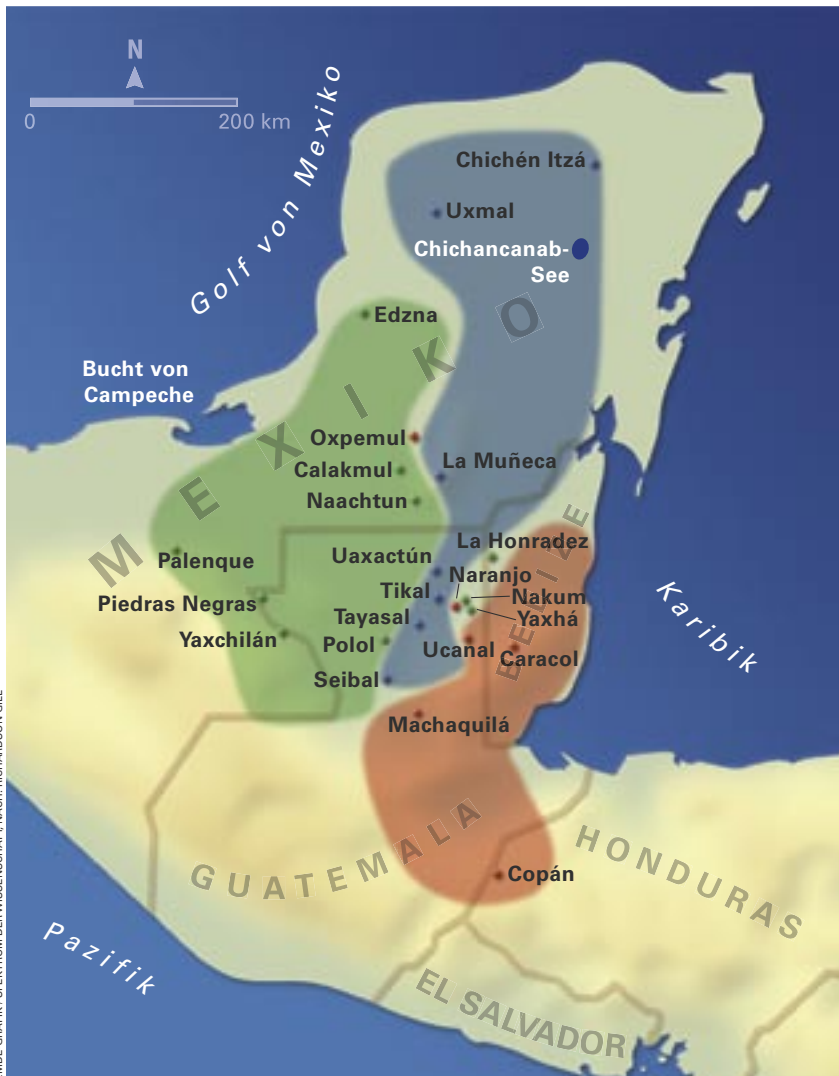 N
0 200 km
Golf von Mexiko
Chichén Itzá
Uxmal
Chichancanab-
See
Edzna
Bucht von
Campeche
MEXIKO
Oxpemul
Calakmul
La Muñeca
Naachtun
La Honradez
Palenque
Uaxactún
Naranjo
Tikal
Nakum
Piedras Negras
Yaxhá
Tayasal
Yaxchilán
Polol
Ucanal
Caracol
BELIZE
Karibik
Seibal
Machaquilá
GUATEMALA
HONDURAS
Copán
Pazifik
EL SALVADOR